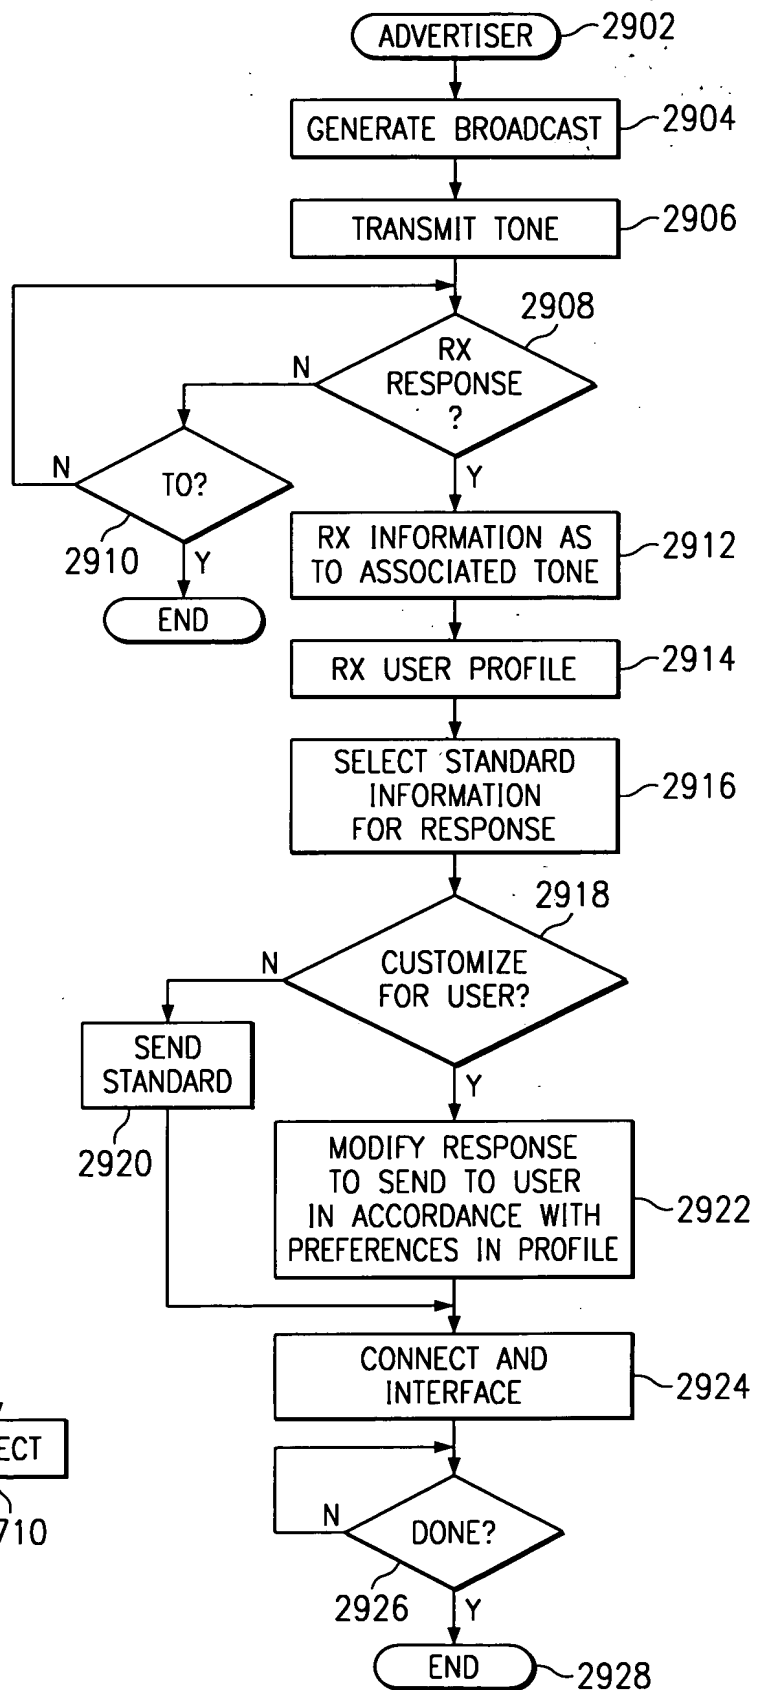 ADVERTISER
2902
GENERATE BROADCAST
2904
TRANSMIT TONE
2906
2908
RX
RESPONSE
?
N
Y
TO?
N
2910
Y
END
RX INFORMATION AS
TO ASSOCIATED TONE
2912
RX USER PROFILE
2914
SELECT STANDARD
INFORMATION
FOR RESPONSE
2916
2918
CUSTOMIZE
FOR USER?
N
Y
SEND
STANDARD
2920
MODIFY RESPONSE
TO SEND TO USER
IN ACCORDANCE WITH
PREFERENCES IN PROFILE
2922
CONNECT AND
INTERFACE
2924
ECT
710
DONE?
N
2926
Y
END
2928